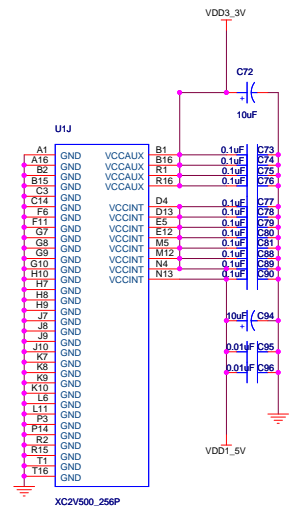 VDD3_3V
C72
10uF
U1J
A1 GND VCCAUX B1 0.1uF C73
A16 GND VCCAUX B16 0.1uF C74
B2 GND VCCAUX R1 0.1uF C75
B15 GND VCCAUX R16 0.1uF C76
C3 GND
C14 GND VCCINT D4 0.1uF C77
F6 GND VCCINT D13 0.1uF C78
F11 GND VCCINT E5 0.1uF C79
G7 GND VCCINT E12 0.1uF C80
G8 GND VCCINT M5 0.1uF C81
G9 GND VCCINT M12 0.1uF C88
G10 GND VCCINT N4 0.1uF C89
H10 GND VCCINT N13 0.1uF C90
H7 GND
H8 GND
H9 GND
J7 GND 10uF C94
J8 GND
J9 GND
J10 GND 0.01uF C95
K7 GND
K8 GND 0.01uF C96
K9 GND
K10 GND
L6 GND
L11 GND
P3 GND
P14 GND
R2 GND
R15 GND VDD1_5V
T1 GND
T16 GND
XC2V500_256P